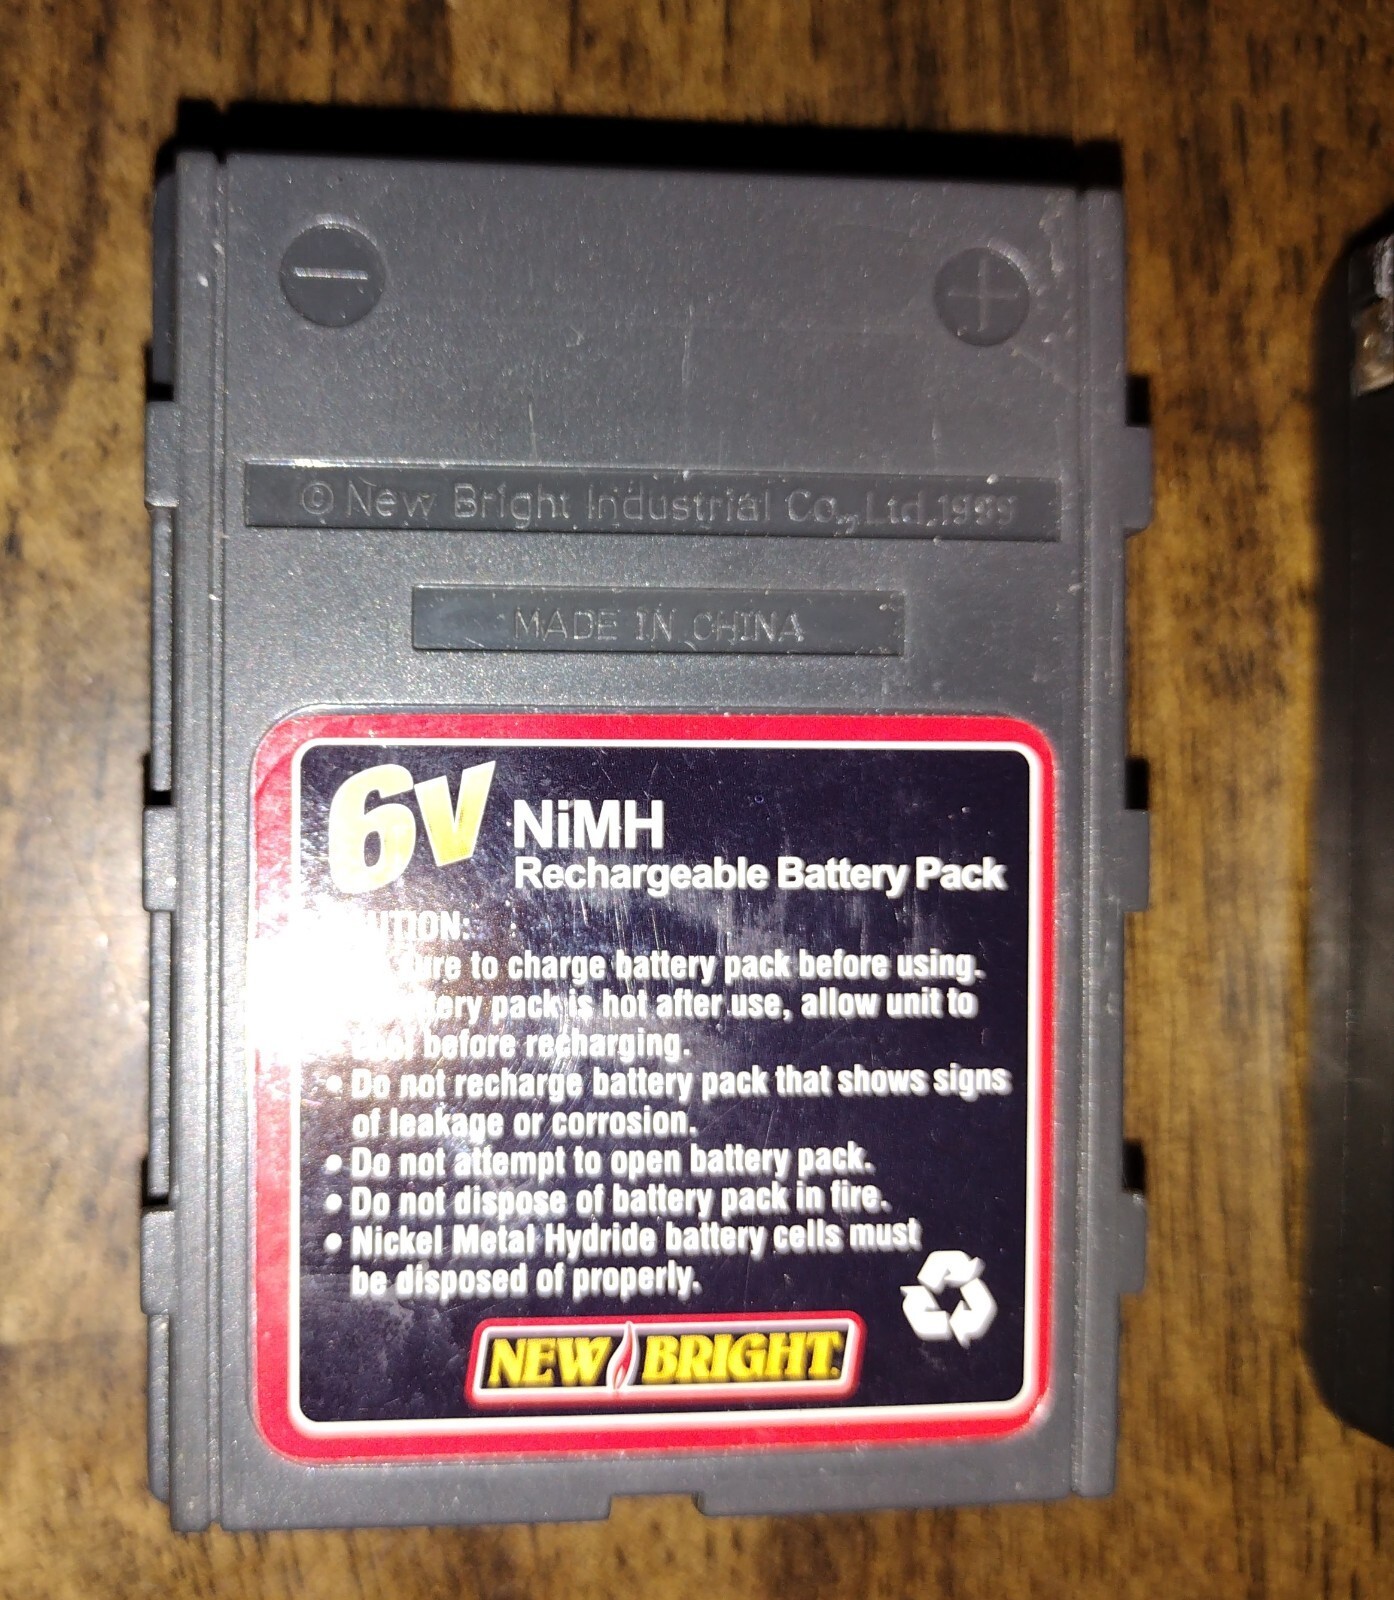 − +
© New Bright Industrial Co., Ltd. 1999
MADE IN CHINA
6V NiMH
Rechargeable Battery Pack
to charge battery pack before using.
pack is hot after use, allow unit to
before recharging.
• Do not recharge battery pack that shows signs
of leakage or corrosion.
• Do not attempt to open battery pack.
• Do not dispose of battery pack in fire.
• Nickel Metal Hydride battery cells must
be disposed of properly.
NEW BRIGHT